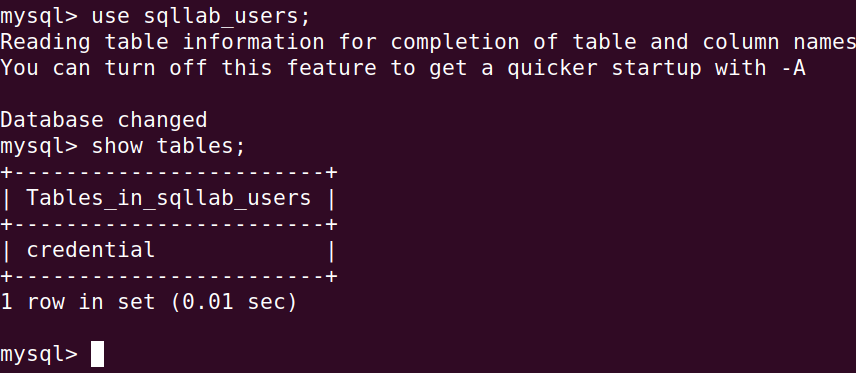 mysql> use sqllab_users;
Reading table information for completion of table and column names
You can turn off this feature to get a quicker startup with -A
Database changed
mysql> show tables;
+------------------------+
| Tables_in_sqllab_users |
+------------------------+
| credential             |
+------------------------+
1 row in set (0.01 sec)
mysql>